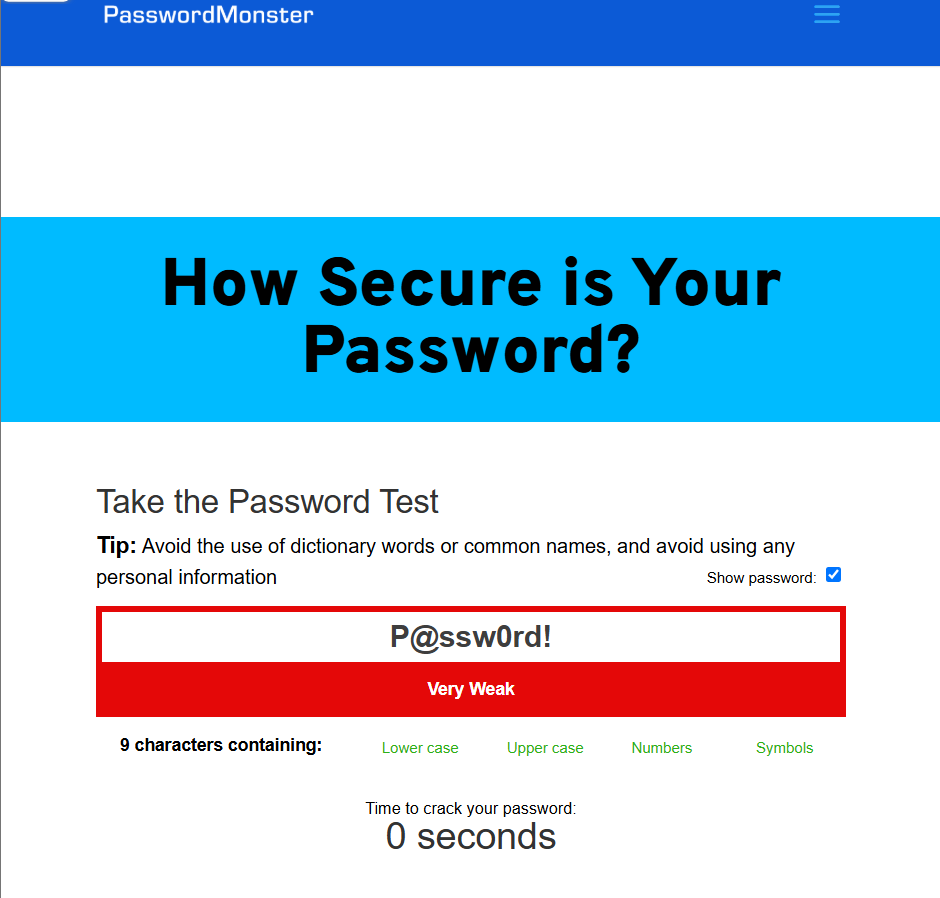 PasswordMonster
How Secure is Your
Password?
Take the Password Test
Tip: Avoid the use of dictionary words or common names, and avoid using any
personal information
Show password:
P@ssw0rd!
Very Weak
9 characters containing: Lower case Upper case Numbers Symbols
Time to crack your password:
0 seconds